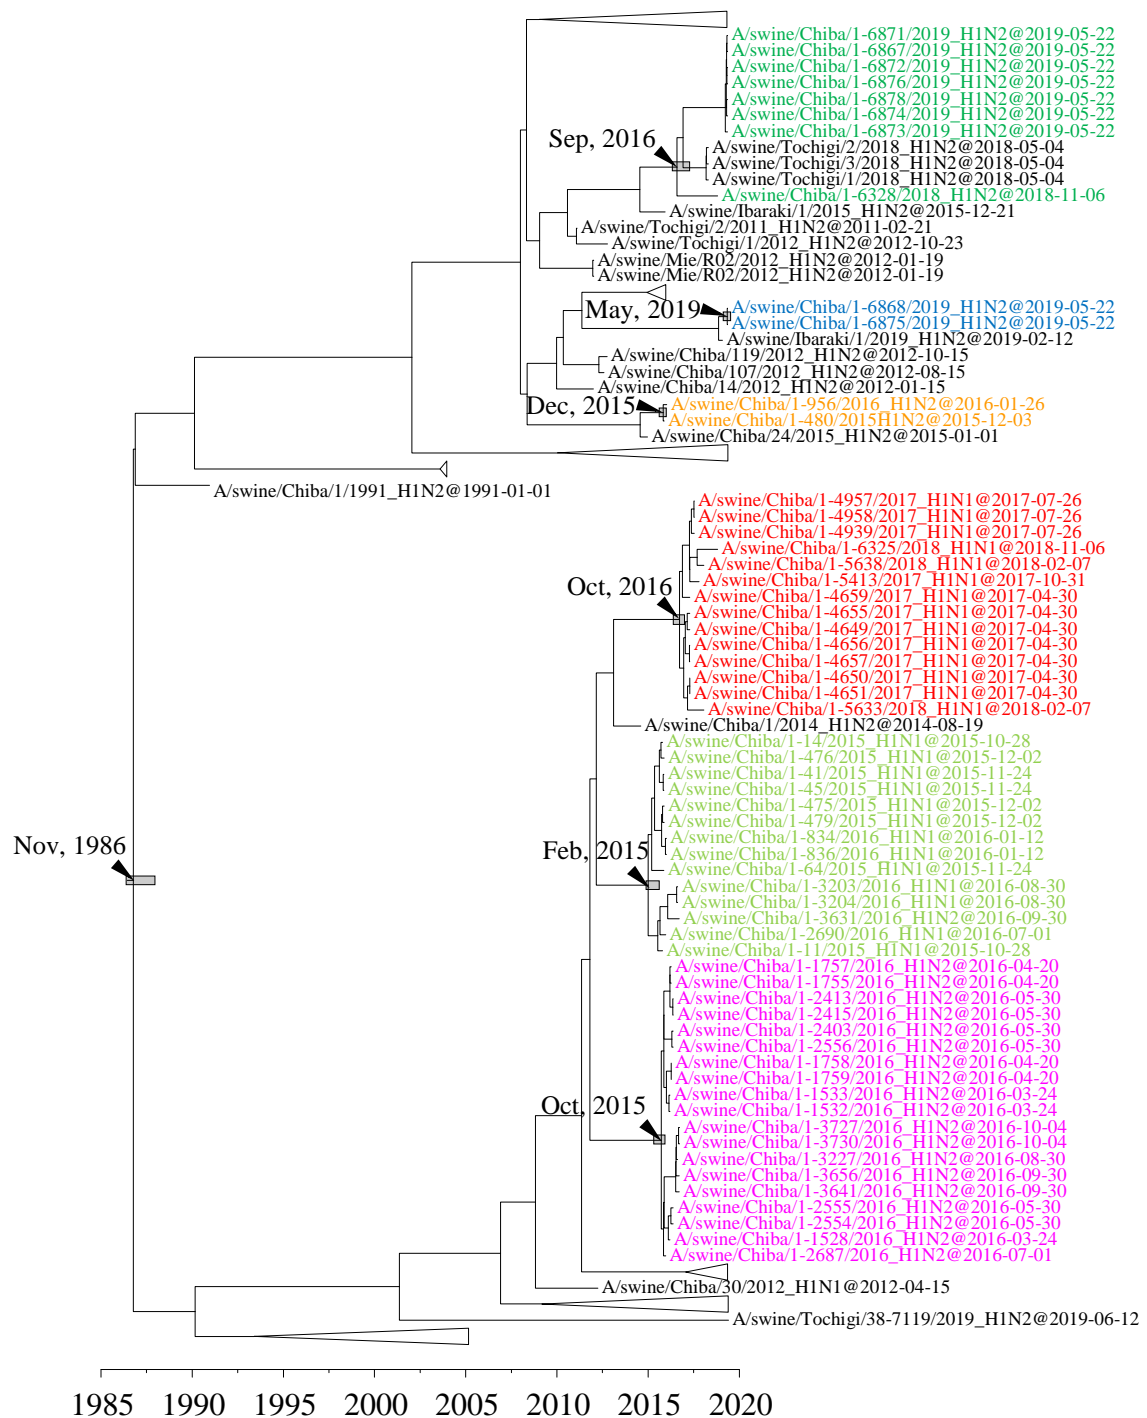 A/swine/Chiba/1-6871/2019_H1N2@2019-05-22
A/swine/Chiba/1-6867/2019_H1N2@2019-05-22
A/swine/Chiba/1-6872/2019_H1N2@2019-05-22
A/swine/Chiba/1-6876/2019_H1N2@2019-05-22
A/swine/Chiba/1-6878/2019_H1N2@2019-05-22
A/swine/Chiba/1-6874/2019_H1N2@2019-05-22
A/swine/Chiba/1-6873/2019_H1N2@2019-05-22
Sep, 2016
A/swine/Tochigi/2/2018_H1N2@2018-05-04
A/swine/Tochigi/3/2018_H1N2@2018-05-04
A/swine/Tochigi/1/2018_H1N2@2018-05-04
A/swine/Chiba/1-6328/2018_H1N2@2018-11-06
A/swine/Ibaraki/1/2015_H1N2@2015-12-21
A/swine/Tochigi/2/2011_H1N2@2011-02-21
A/swine/Tochigi/1/2012_H1N2@2012-10-23
A/swine/Mie/R02/2012_H1N2@2012-01-19
A/swine/Mie/R02/2012_H1N2@2012-01-19
May, 2019
A/swine/Chiba/1-6868/2019_H1N2@2019-05-22
A/swine/Chiba/1-6875/2019_H1N2@2019-05-22
A/swine/Ibaraki/1/2019_H1N2@2019-02-12
A/swine/Chiba/119/2012_H1N2@2012-10-15
A/swine/Chiba/107/2012_H1N2@2012-08-15
A/swine/Chiba/14/2012_H1N2@2012-01-15
Dec, 2015
A/swine/Chiba/1-956/2016_H1N2@2016-01-26
A/swine/Chiba/1-480/2015H1N2@2015-12-03
A/swine/Chiba/24/2015_H1N2@2015-01-01
A/swine/Chiba/1/1991_H1N2@1991-01-01
A/swine/Chiba/1-4957/2017_H1N1@2017-07-26
A/swine/Chiba/1-4958/2017_H1N1@2017-07-26
A/swine/Chiba/1-4939/2017_H1N1@2017-07-26
A/swine/Chiba/1-6325/2018_H1N1@2018-11-06
A/swine/Chiba/1-5638/2018_H1N1@2018-02-07
A/swine/Chiba/1-5413/2017_H1N1@2017-10-31
Oct, 2016
A/swine/Chiba/1-4659/2017_H1N1@2017-04-30
A/swine/Chiba/1-4655/2017_H1N1@2017-04-30
A/swine/Chiba/1-4649/2017_H1N1@2017-04-30
A/swine/Chiba/1-4656/2017_H1N1@2017-04-30
A/swine/Chiba/1-4657/2017_H1N1@2017-04-30
A/swine/Chiba/1-4650/2017_H1N1@2017-04-30
A/swine/Chiba/1-4651/2017_H1N1@2017-04-30
A/swine/Chiba/1-5633/2018_H1N1@2018-02-07
A/swine/Chiba/1/2014_H1N2@2014-08-19
A/swine/Chiba/1-14/2015_H1N1@2015-10-28
A/swine/Chiba/1-476/2015_H1N1@2015-12-02
A/swine/Chiba/1-41/2015_H1N1@2015-11-24
A/swine/Chiba/1-45/2015_H1N1@2015-11-24
A/swine/Chiba/1-475/2015_H1N1@2015-12-02
A/swine/Chiba/1-479/2015_H1N1@2015-12-02
A/swine/Chiba/1-834/2016_H1N1@2016-01-12
Nov, 1986
Feb, 2015
A/swine/Chiba/1-836/2016_H1N1@2016-01-12
A/swine/Chiba/1-64/2015_H1N1@2015-11-24
A/swine/Chiba/1-3203/2016_H1N1@2016-08-30
A/swine/Chiba/1-3204/2016_H1N1@2016-08-30
A/swine/Chiba/1-3631/2016_H1N2@2016-09-30
A/swine/Chiba/1-2690/2016_H1N1@2016-07-01
A/swine/Chiba/1-11/2015_H1N1@2015-10-28
A/swine/Chiba/1-1757/2016_H1N2@2016-04-20
A/swine/Chiba/1-1755/2016_H1N2@2016-04-20
A/swine/Chiba/1-2413/2016_H1N2@2016-05-30
A/swine/Chiba/1-2415/2016_H1N2@2016-05-30
A/swine/Chiba/1-2403/2016_H1N2@2016-05-30
A/swine/Chiba/1-2556/2016_H1N2@2016-05-30
A/swine/Chiba/1-1758/2016_H1N2@2016-04-20
A/swine/Chiba/1-1759/2016_H1N2@2016-04-20
A/swine/Chiba/1-1533/2016_H1N2@2016-03-24
Oct, 2015
A/swine/Chiba/1-1532/2016_H1N2@2016-03-24
A/swine/Chiba/1-3727/2016_H1N2@2016-10-04
A/swine/Chiba/1-3730/2016_H1N2@2016-10-04
A/swine/Chiba/1-3227/2016_H1N2@2016-08-30
A/swine/Chiba/1-3656/2016_H1N2@2016-09-30
A/swine/Chiba/1-3641/2016_H1N2@2016-09-30
A/swine/Chiba/1-2555/2016_H1N2@2016-05-30
A/swine/Chiba/1-2554/2016_H1N2@2016-05-30
A/swine/Chiba/1-1528/2016_H1N2@2016-03-24
A/swine/Chiba/1-2687/2016_H1N2@2016-07-01
A/swine/Chiba/30/2012_H1N1@2012-04-15
A/swine/Tochigi/38-7119/2019_H1N2@2019-06-12
1985 1990 1995 2000 2005 2010 2015 2020